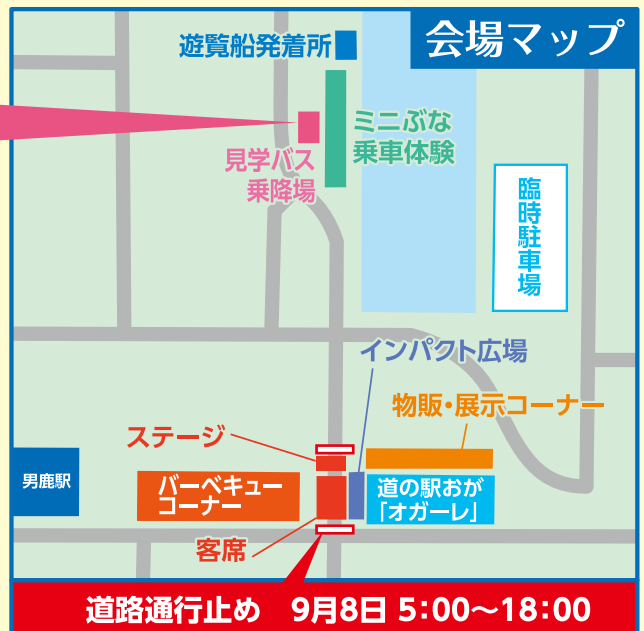 会場マップ
遊覧船発着所
ミニぶな
乗車体験
見学バス
乗降場
臨時駐車場
インパクト広場
物販・展示コーナー
ステージ
男鹿駅
バーベキュー
コーナー
道の駅おが
「オガーレ」
客席
道路通行止め 9月8日 5:00〜18:00